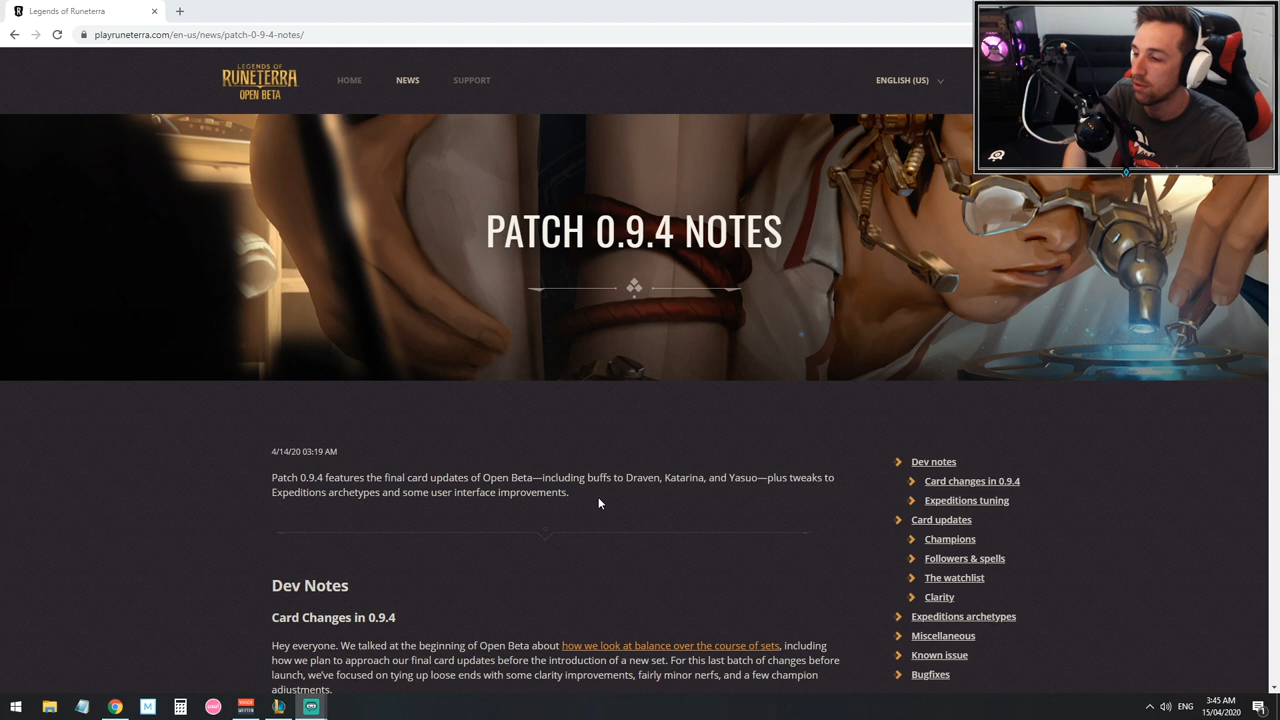 Legends of Runeterra
playruneterra.com/en-us/news/patch-0-9-4-notes/
LEGENDS OF
RUNETERRA
OPEN BETA
HOME
NEWS
SUPPORT
ENGLISH (US)
PATCH 0.9.4 NOTES
4/14/20 03:19 AM
Patch 0.9.4 features the final card updates of Open Beta—including buffs to Draven, Katarina, and Yasuo—plus tweaks to
Expeditions archetypes and some user interface improvements.
Dev Notes
Card Changes in 0.9.4
Hey everyone. We talked at the beginning of Open Beta about how we look at balance over the course of sets, including
how we plan to approach our final card updates before the introduction of a new set. For this last batch of changes before
launch, we've focused on tying up loose ends with some clarity improvements, fairly minor nerfs, and a few champion
adjustments.
Dev notes
Card changes in 0.9.4
Expeditions tuning
Card updates
Champions
Followers & spells
The watchlist
Clarity
Expeditions archetypes
Miscellaneous
Known issue
Bugfixes
ENG
3:45 AM
15/04/2020